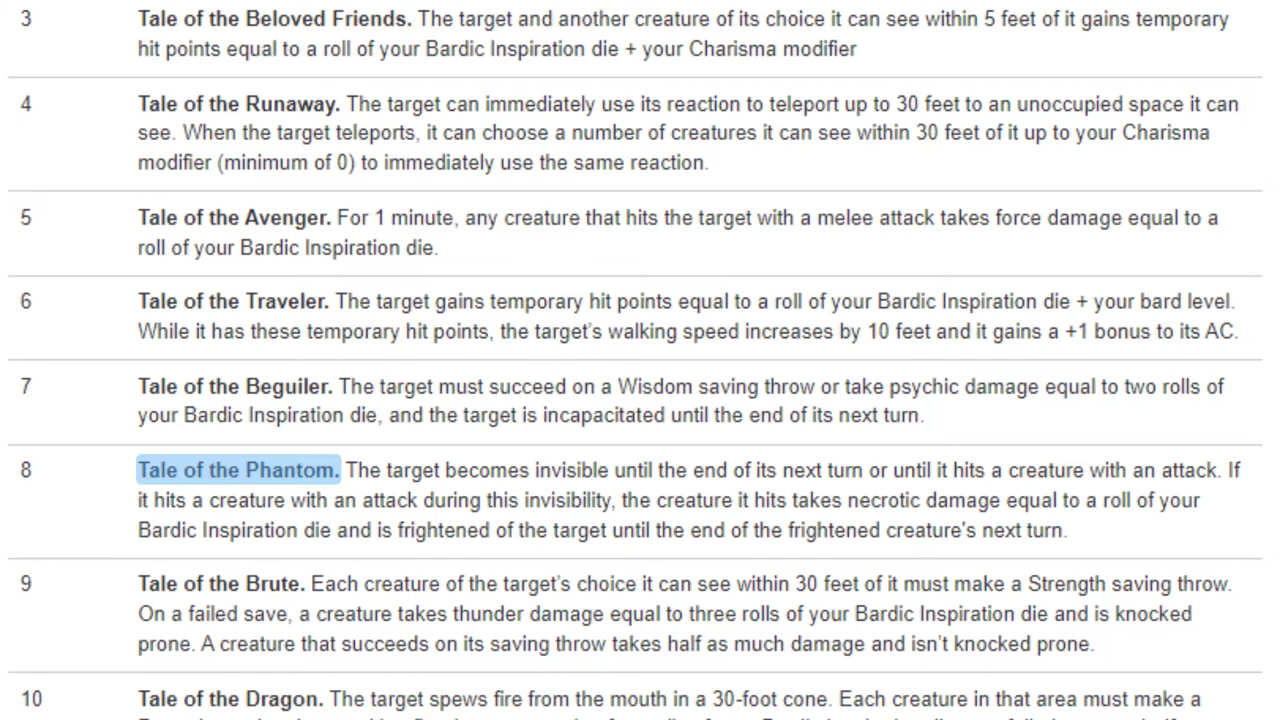 3 Tale of the Beloved Friends. The target and another creature of its choice it can see within 5 feet of it gains temporary
hit points equal to a roll of your Bardic Inspiration die + your Charisma modifier
4 Tale of the Runaway. The target can immediately use its reaction to teleport up to 30 feet to an unoccupied space it can
see. When the target teleports, it can choose a number of creatures it can see within 30 feet of it up to your Charisma
modifier (minimum of 0) to immediately use the same reaction.
5 Tale of the Avenger. For 1 minute, any creature that hits the target with a melee attack takes force damage equal to a
roll of your Bardic Inspiration die.
6 Tale of the Traveler. The target gains temporary hit points equal to a roll of your Bardic Inspiration die + your bard level.
While it has these temporary hit points, the target's walking speed increases by 10 feet and it gains a +1 bonus to its AC.
7 Tale of the Beguiler. The target must succeed on a Wisdom saving throw or take psychic damage equal to two rolls of
your Bardic Inspiration die, and the target is incapacitated until the end of its next turn.
8 Tale of the Phantom. The target becomes invisible until the end of its next turn or until it hits a creature with an attack. If
it hits a creature with an attack during this invisibility, the creature it hits takes necrotic damage equal to a roll of your
Bardic Inspiration die and is frightened of the target until the end of the frightened creature's next turn.
9 Tale of the Brute. Each creature of the target's choice it can see within 30 feet of it must make a Strength saving throw.
On a failed save, a creature takes thunder damage equal to three rolls of your Bardic Inspiration die and is knocked
prone. A creature that succeeds on its saving throw takes half as much damage and isn't knocked prone.
10 Tale of the Dragon. The target spews fire from the mouth in a 30-foot cone. Each creature in that area must make a